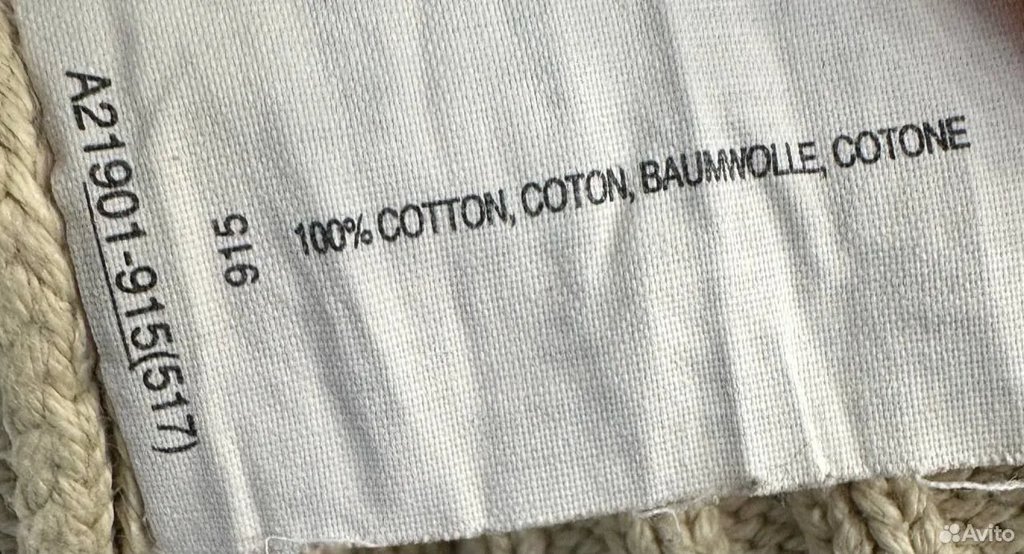 A21901-915(517)
915
100% COTTON, COTON, BAUMWOLLE, COTONE
Avito